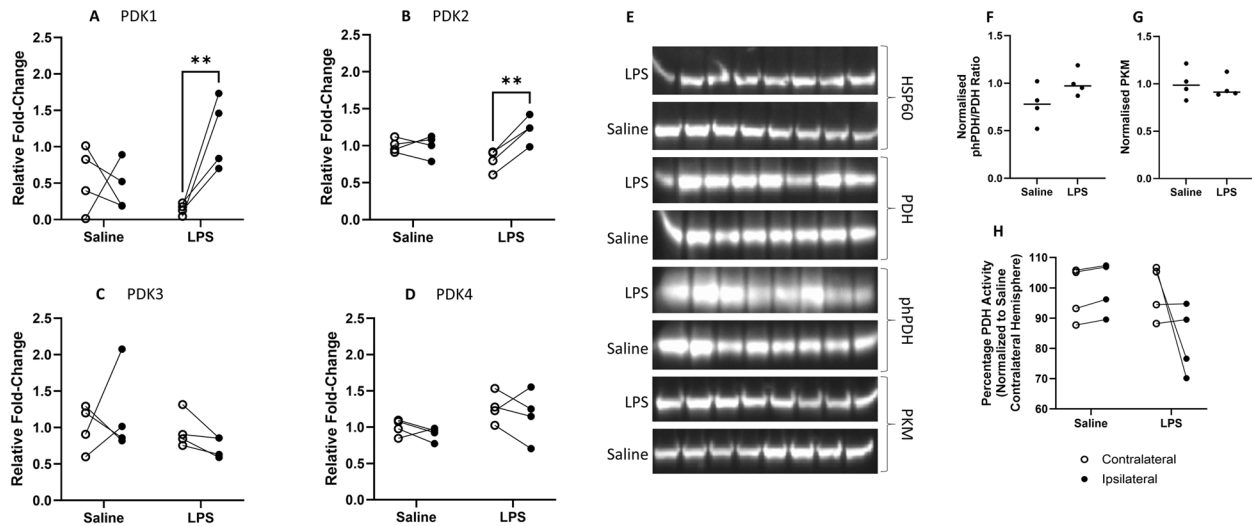 A PDK1
Relative Fold-Change
2.5
2.0
1.5
1.0
0.5
0.0
**
Saline LPS
B PDK2
Relative Fold-Change
2.5
2.0
1.5
1.0
0.5
0.0
**
Saline LPS
C PDK3
Relative Fold-Change
2.5
2.0
1.5
1.0
0.5
0.0
Saline LPS
D PDK4
Relative Fold-Change
2.5
2.0
1.5
1.0
0.5
0.0
Saline LPS
E
LPS
Saline
HSP60
LPS
Saline
PDH
LPS
Saline
phPDH
LPS
Saline
PKM
F
Normalised
phPDH/PDH Ratio
1.5
1.0
0.5
0.0
Saline LPS
G
Normalised PKM
1.5
1.0
0.5
0.0
Saline LPS
H
Percentage PDH Activity
(Normalized to Saline
Contralateral Hemisphere)
110
100
90
80
70
60
Saline LPS
Contralateral
Ipsilateral